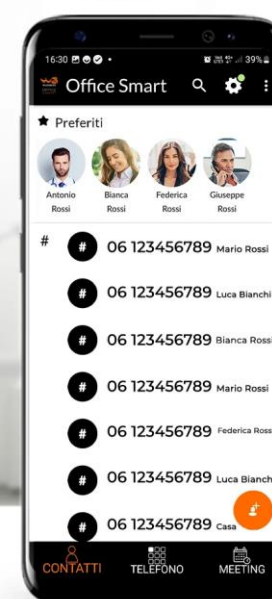 16:30
39%
Office Smart
Preferiti
Antonio Rossi
Bianca Rossi
Federica Rossi
Giuseppe Rossi
#
# 06 123456789 Mario Rossi
# 06 123456789 Luca Bianchi
# 06 123456789 Bianca Rossi
# 06 123456789 Mario Rossi
# 06 123456789 Federica Ross
# 06 123456789 Luca Bianch
# 06 123456789 Casa
CONTATTI TELEFONO MEETING